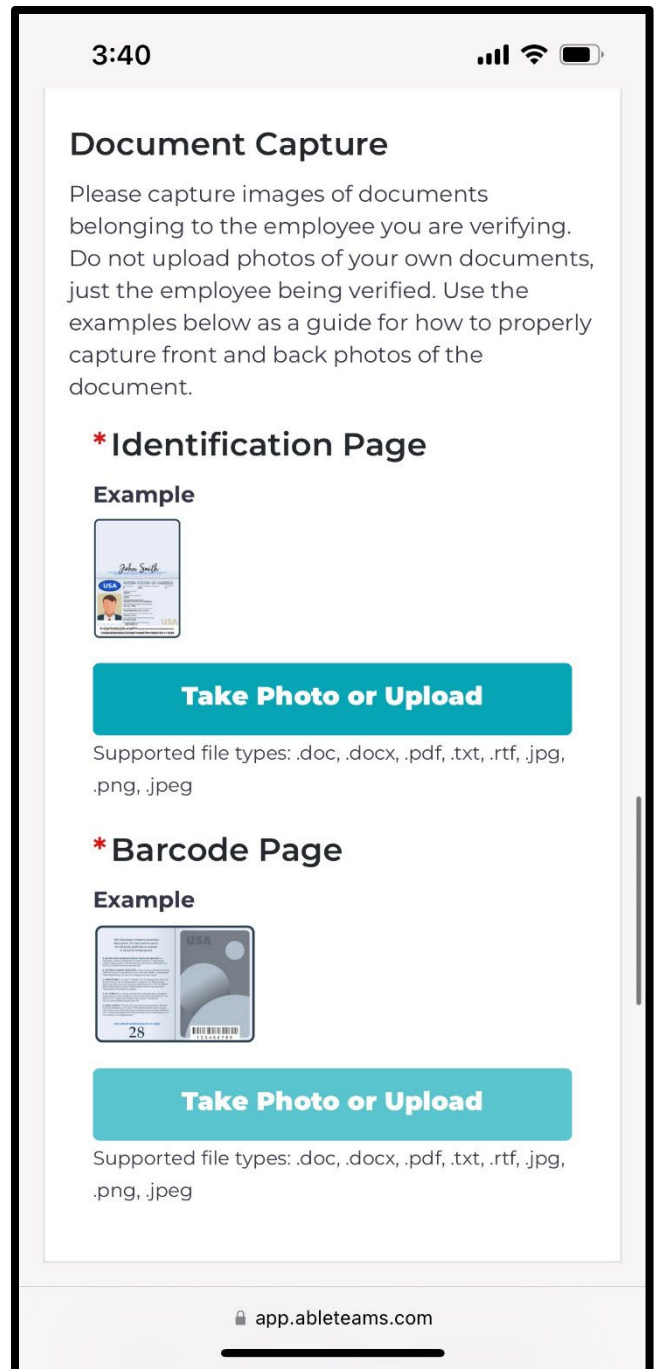 3:40
Document Capture
Please capture images of documents
belonging to the employee you are verifying.
Do not upload photos of your own documents,
just the employee being verified. Use the
examples below as a guide for how to properly
capture front and back photos of the
document.
*Identification Page
Example
John Smith
USA
USA
Take Photo or Upload
Supported file types: .doc, .docx, .pdf, .txt, .rtf, .jpg,
.png, .jpeg
*Barcode Page
Example
USA
28
123456789
Take Photo or Upload
Supported file types: .doc, .docx, .pdf, .txt, .rtf, .jpg,
.png, .jpeg
app.ableteams.com